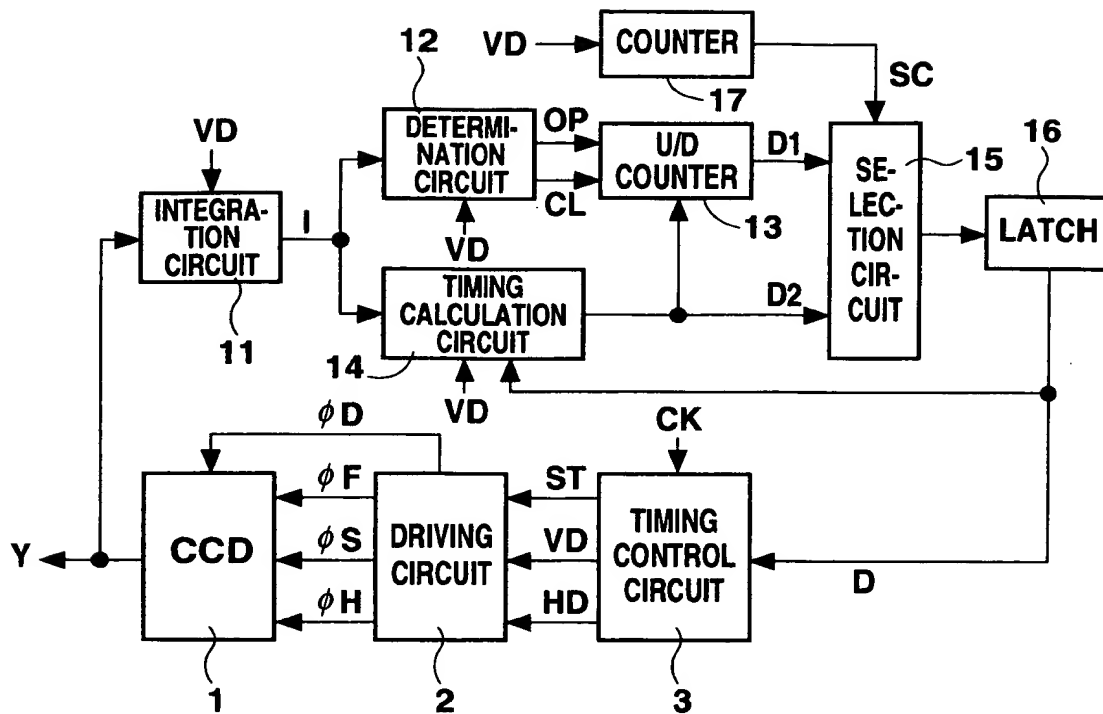 12
VD
COUNTER
17
SC
VD
DETERMI-
NATION
CIRCUIT
OP
CL
U/D
COUNTER
13
D1
SE-
LEC-
TION
CIR-
CUIT
15
16
LATCH
INTEGRA-
TION
CIRCUIT
11
I
VD
TIMING
CALCULATION
CIRCUIT
14
D2
VD
φD
CK
φF
ST
Y
CCD
φS
DRIVING
CIRCUIT
VD
TIMING
CONTROL
CIRCUIT
D
φH
HD
1
2
3